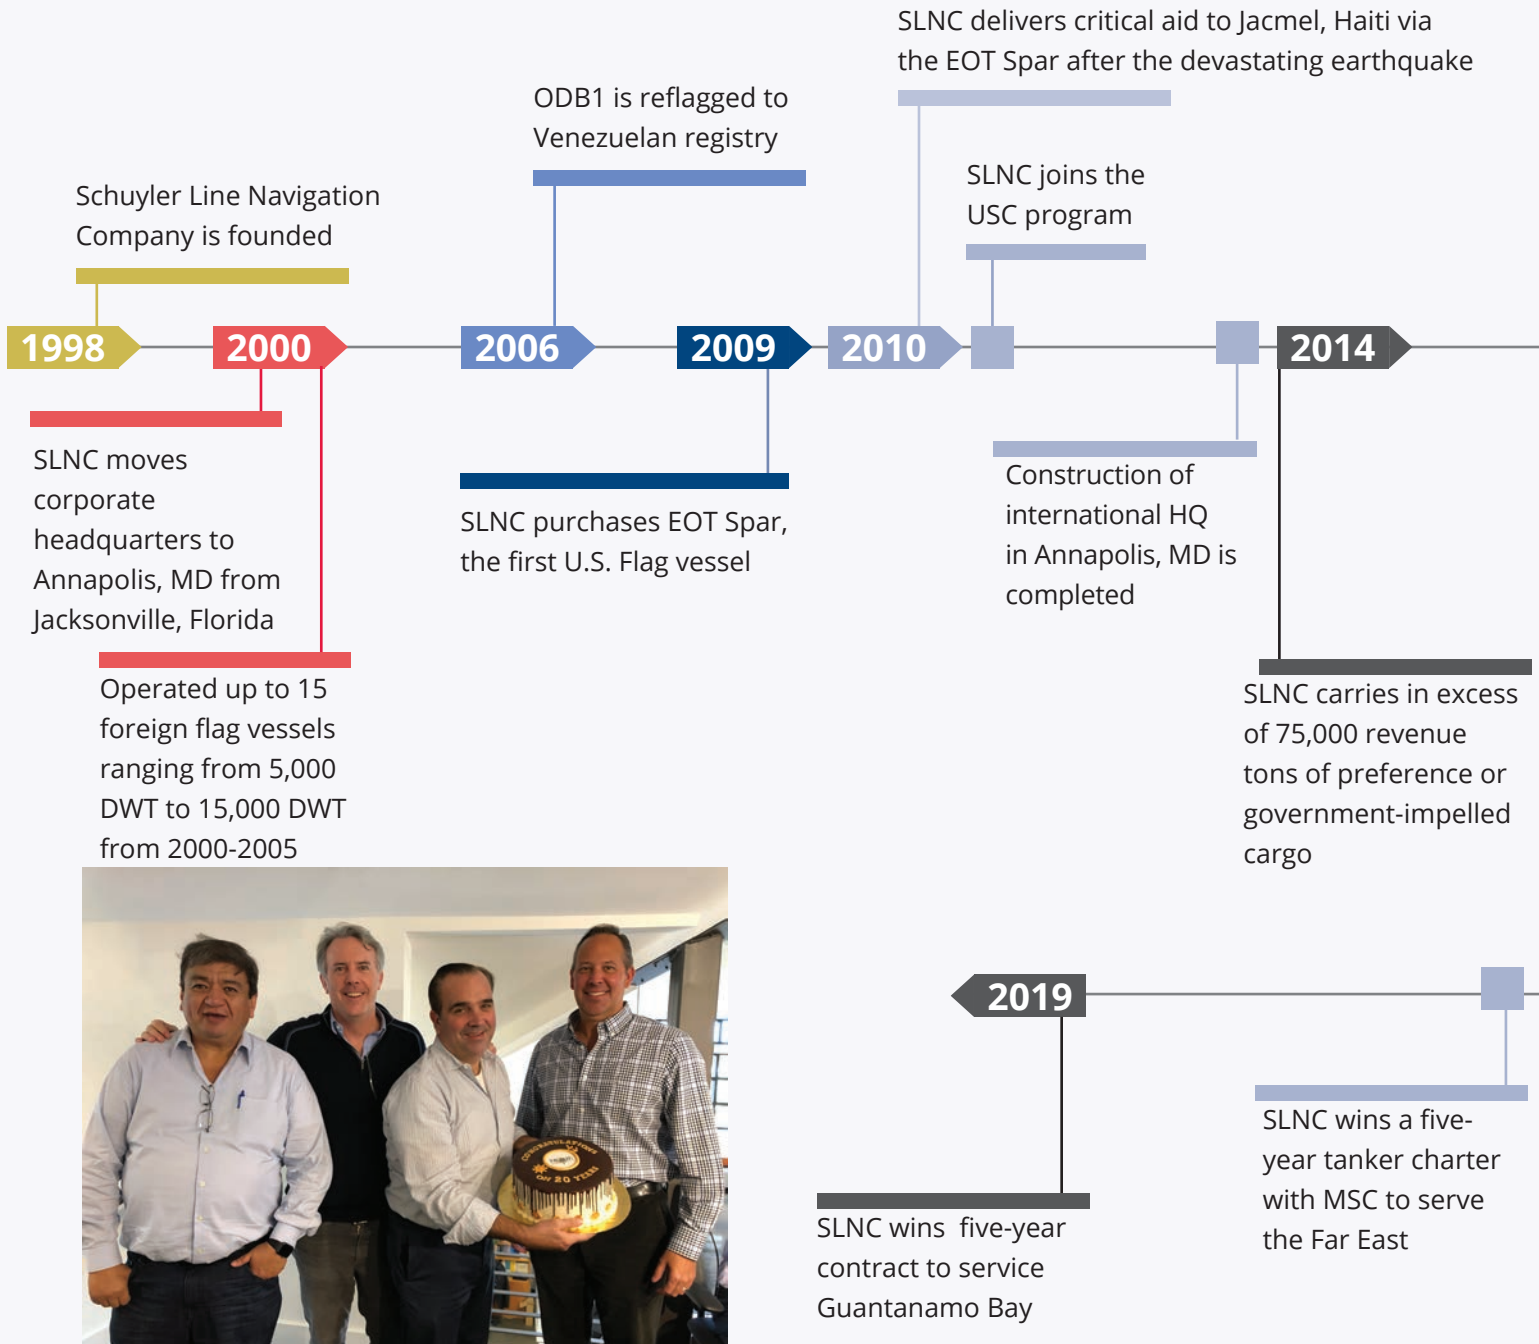 SLNC delivers critical aid to Jacmel, Haiti via
the EOT Spar after the devastating earthquake
ODB1 is reflagged to
Venezuelan registry
SLNC joins the
USC program
Schuyler Line Navigation
Company is founded
1998
2000
2006
2009
2010
2014
SLNC moves
corporate
headquarters to
Annapolis, MD from
Jacksonville, Florida
SLNC purchases EOT Spar,
the first U.S. Flag vessel
Construction of
international HQ
in Annapolis, MD is
completed
Operated up to 15
foreign flag vessels
ranging from 5,000
DWT to 15,000 DWT
from 2000-2005
SLNC carries in excess
of 75,000 revenue
tons of preference or
government-impelled
cargo
2019
SLNC wins a five-
year tanker charter
with MSC to serve
the Far East
SLNC wins  five-year
contract to service
Guantanamo Bay
CONGRATULATIONS
ON 20 YEARS